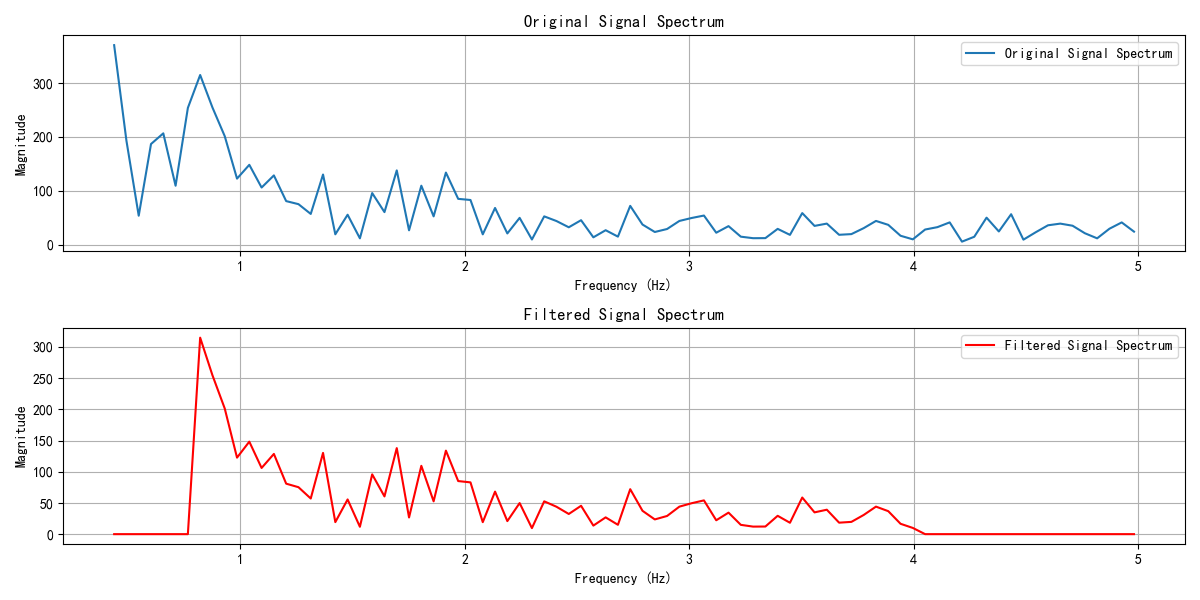 Original Signal Spectrum
Original Signal Spectrum
Magnitude
300
200
100
0
1 2 3 4 5
Frequency (Hz)
Filtered Signal Spectrum
Filtered Signal Spectrum
Magnitude
300
250
200
150
100
50
0
1 2 3 4 5
Frequency (Hz)